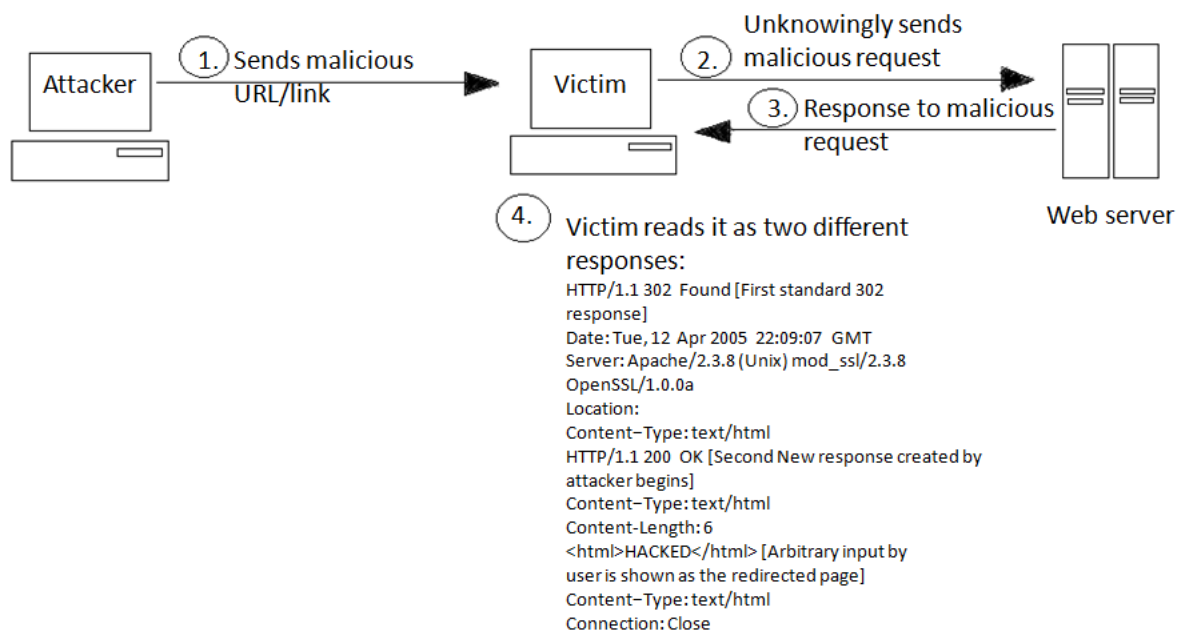 Attacker
1. Sends malicious
URL/link
Victim
2. Unknowingly sends
malicious request
3. Response to malicious
request
Web server
4. Victim reads it as two different
responses:
HTTP/1.1 302 Found [First standard 302
response]
Date: Tue, 12 Apr 2005 22:09:07 GMT
Server: Apache/2.3.8 (Unix) mod_ssl/2.3.8
OpenSSL/1.0.0a
Location:
Content–Type: text/html
HTTP/1.1 200 OK [Second New response created by
attacker begins]
Content–Type: text/html
Content-Length: 6
<html>HACKED</html> [Arbitrary input by
user is shown as the redirected page]
Content–Type: text/html
Connection: Close